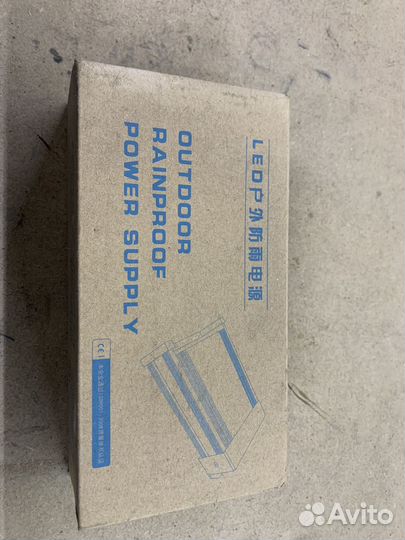 LED户外防雨电源
OUTDOOR
RAINPROOF
POWER SUPPLY
CE
Avito